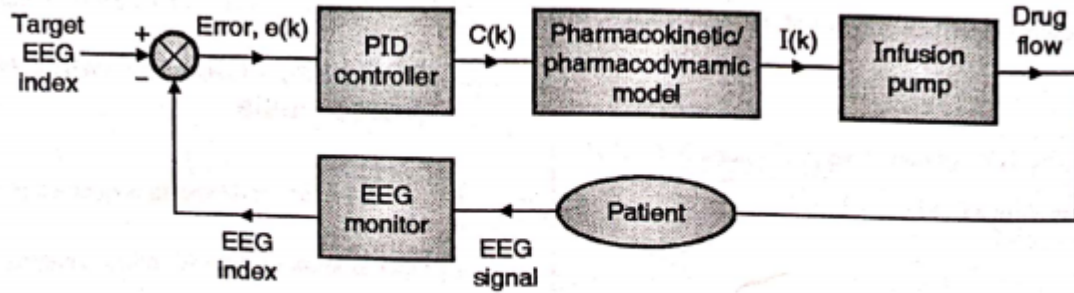 Target
EEG
index
+
−
Error, e(k)
PID
controller
C(k)
Pharmacokinetic/
pharmacodynamic
model
I(k)
Infusion
pump
Drug
flow
EEG
index
EEG
monitor
EEG
signal
Patient